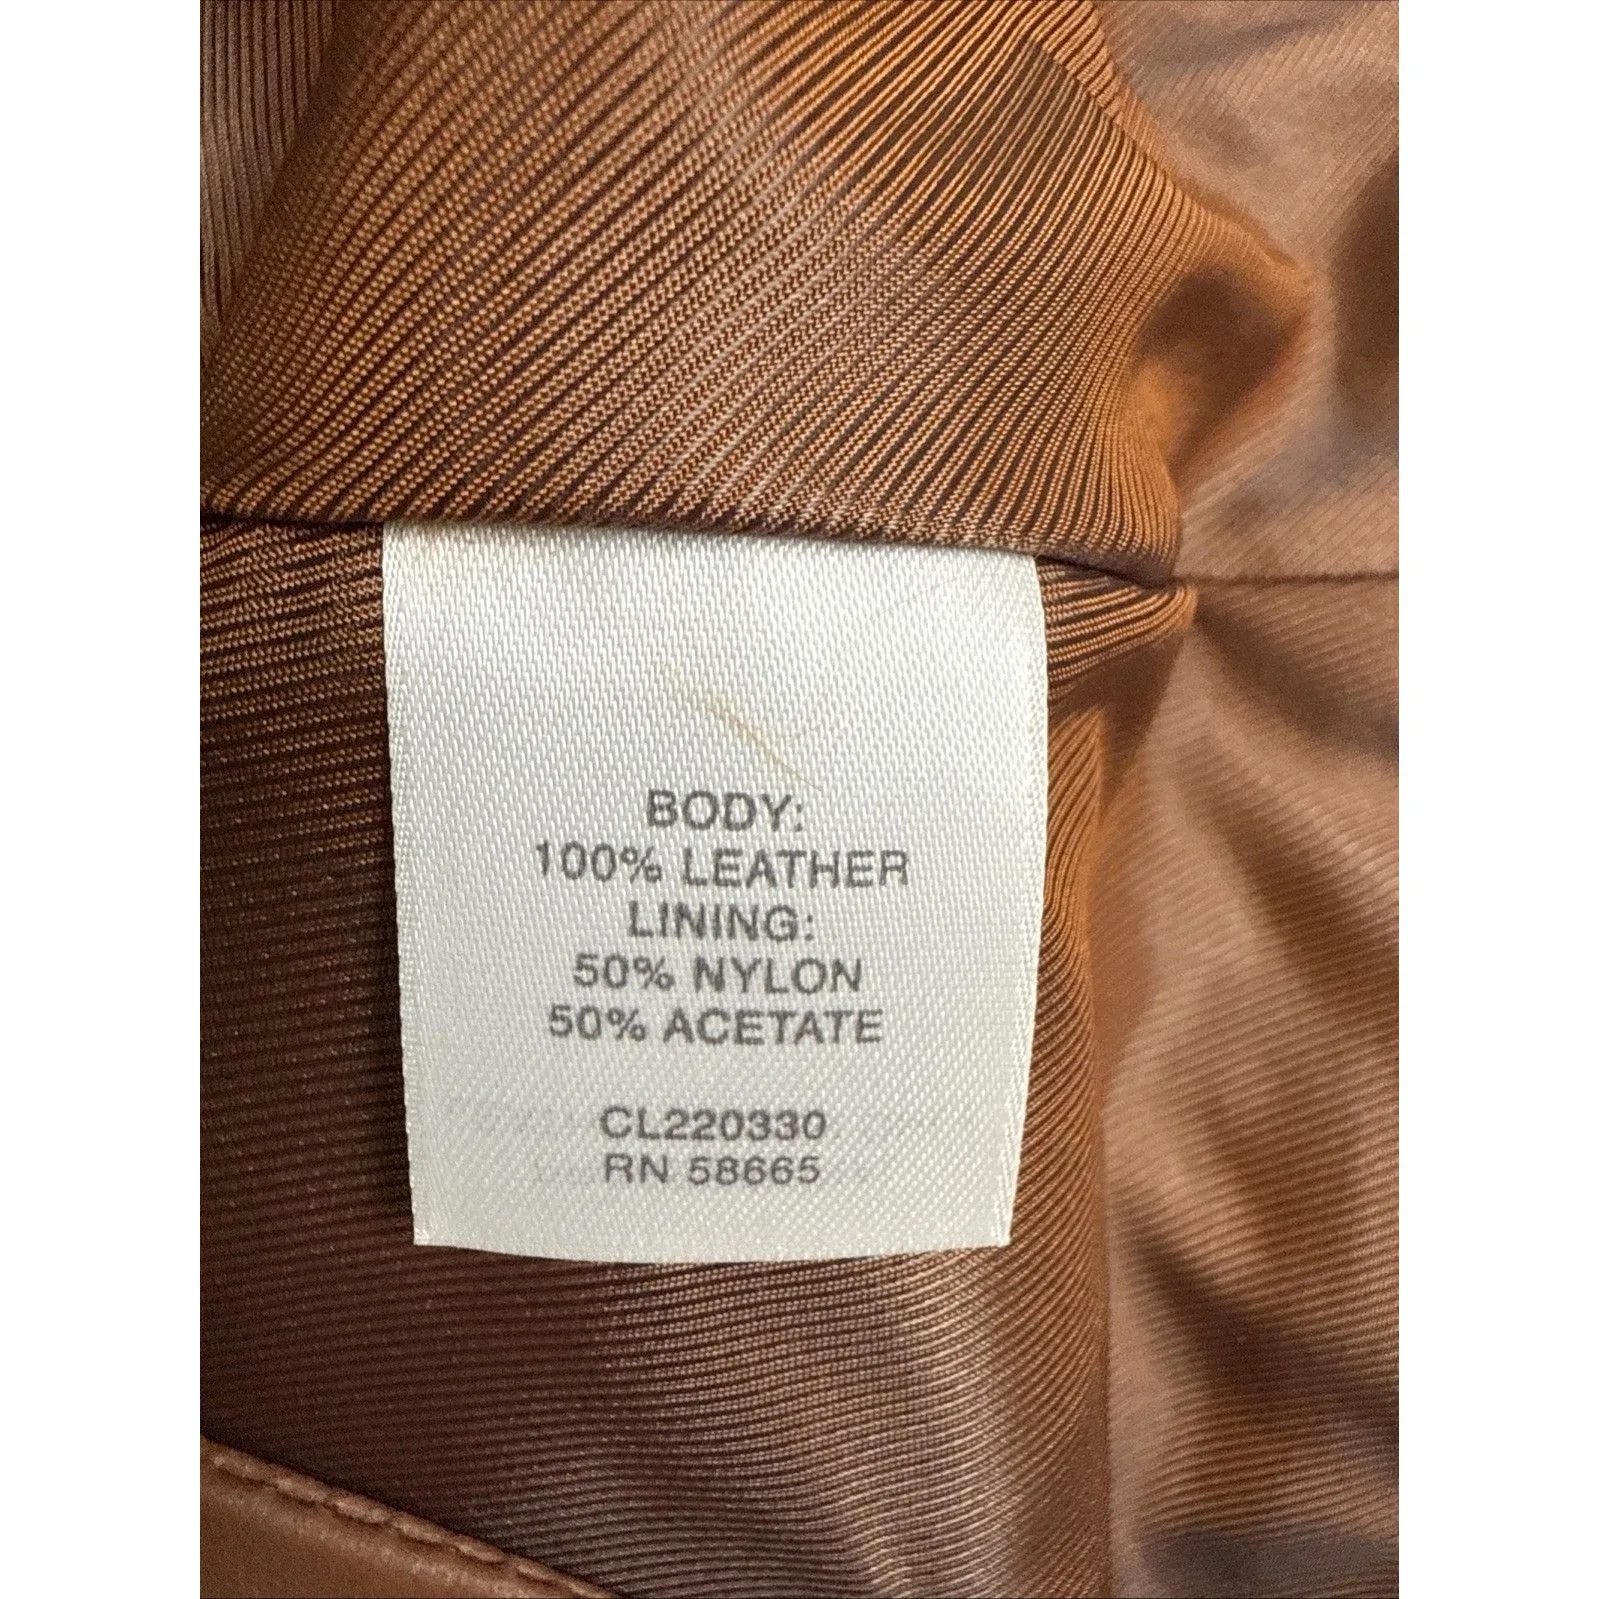 BODY:
100% LEATHER
LINING:
50% NYLON
50% ACETATE
CL220330
RN 58665